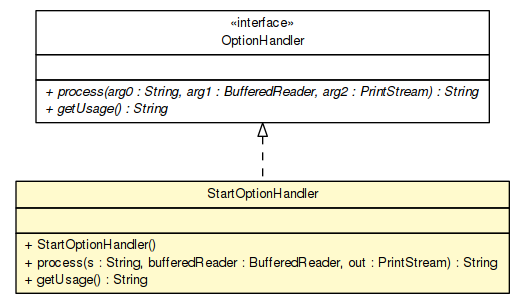 «interface»
OptionHandler
+ process(arg0 : String, arg1 : BufferedReader, arg2 : PrintStream) : String
+ getUsage() : String
StartOptionHandler
+ StartOptionHandler()
+ process(s : String, bufferedReader : BufferedReader, out : PrintStream) : String
+ getUsage() : String